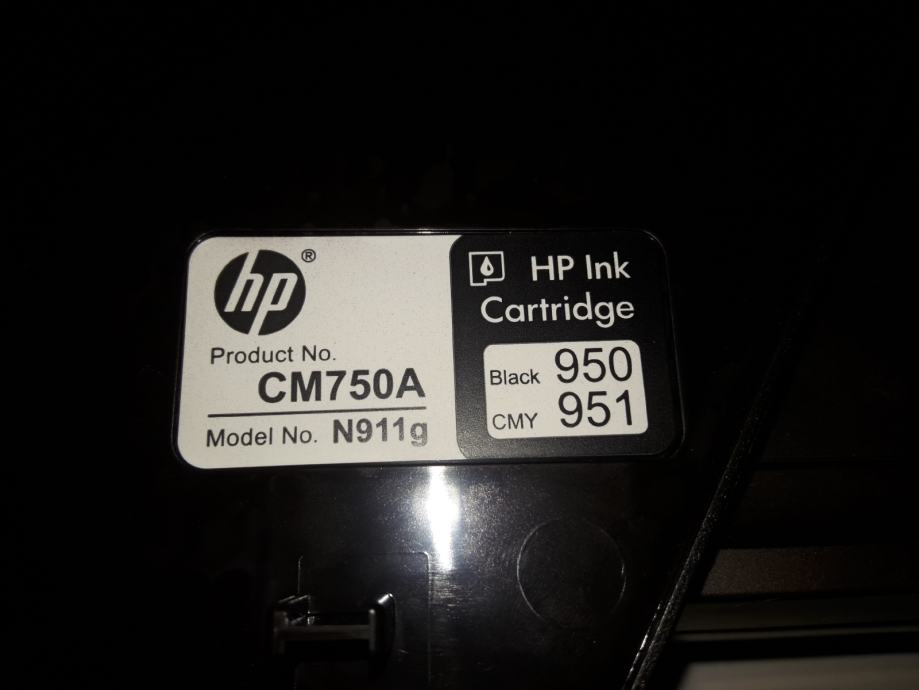 hp®
Product No.
CM750A
Model No. N911g
HP Ink
Cartridge
Black 950
CMY 951